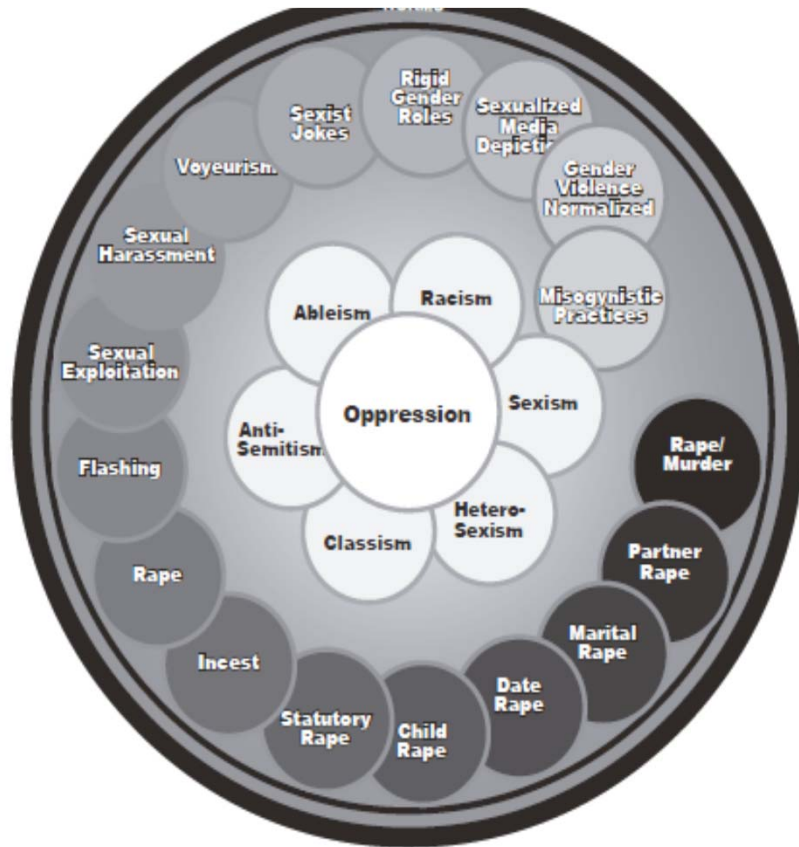 Rigid
Gender
Roles
Sexualized
Media
Gender
Violence
Normalized
Misogynistic
Practices
Sexist
Jokes
Voyeurism
Sexual
Harassment
Sexual
Exploitation
Flashing
Rape
Incest
Statutory
Rape
Child
Rape
Date
Rape
Marital
Rape
Partner
Rape
Rape/
Murder
Oppression
Racism
Sexism
Hetero-
Sexism
Classism
Anti-
Semitism
Ableism